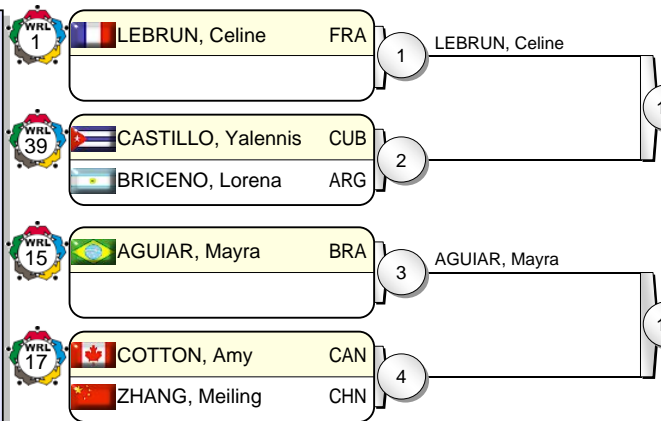 WRL
1
LEBRUN, Celine FRA
1
LEBRUN, Celine
WRL
39
CASTILLO, Yalennis CUB
BRICENO, Lorena ARG
2
WRL
15
AGUIAR, Mayra BRA
3
AGUIAR, Mayra
WRL
17
COTTON, Amy CAN
ZHANG, Meiling CHN
4